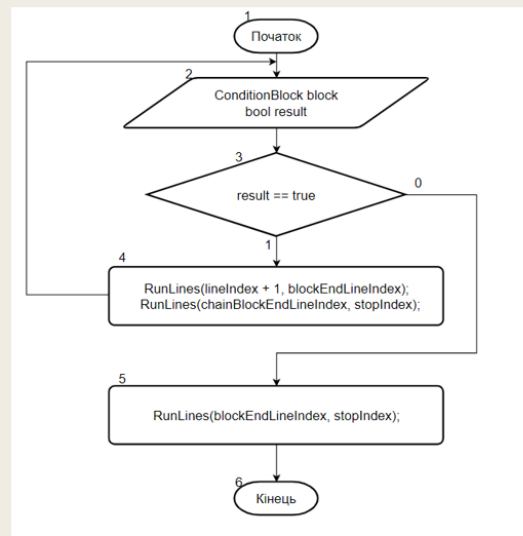 1
Початок
2
ConditionBlock block
bool result
3
result == true
0
1
4
RunLines(lineIndex + 1, blockEndLineIndex);
RunLines(chainBlockEndLineIndex, stopIndex);
5
RunLines(blockEndLineIndex, stopIndex);
6
Кінець